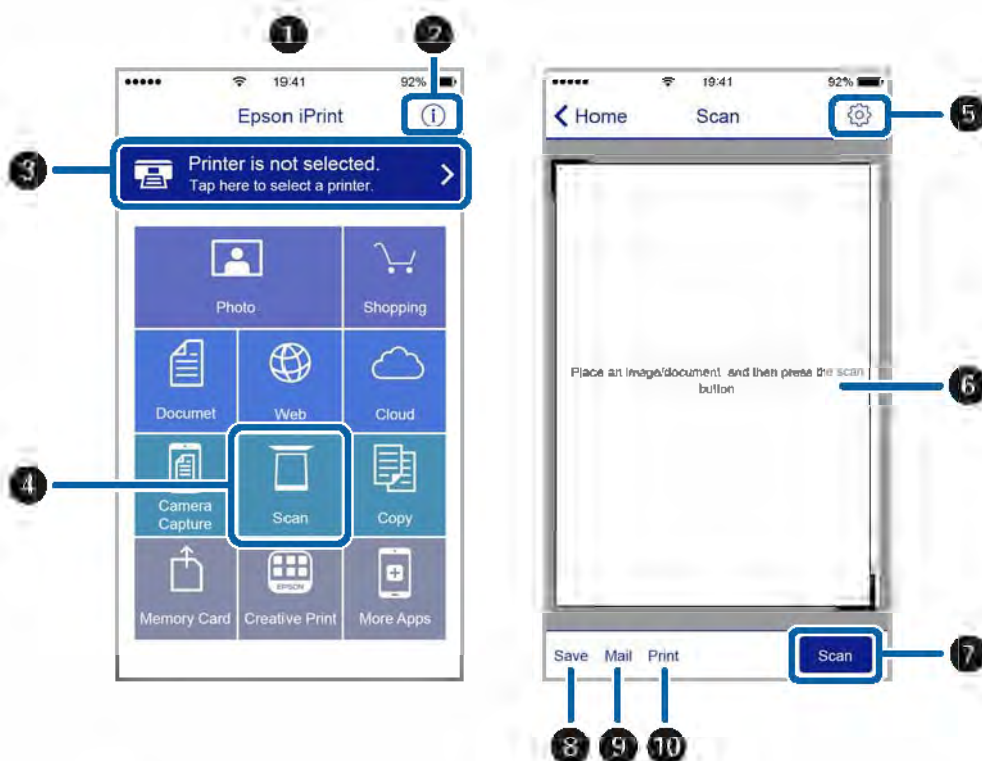 1
2
19:41
92%
Epson iPrint
i
3
Printer is not selected.
Tap here to select a printer.
Photo
Shopping
Documet
Web
Cloud
4
Camera
Capture
Scan
Copy
EPSON
Memory Card
Creative Print
More Apps
19:41
92%
Home
Scan
5
Place an image/document and then press the scan
button
6
Save
Mail
Print
Scan
7
8
9
10